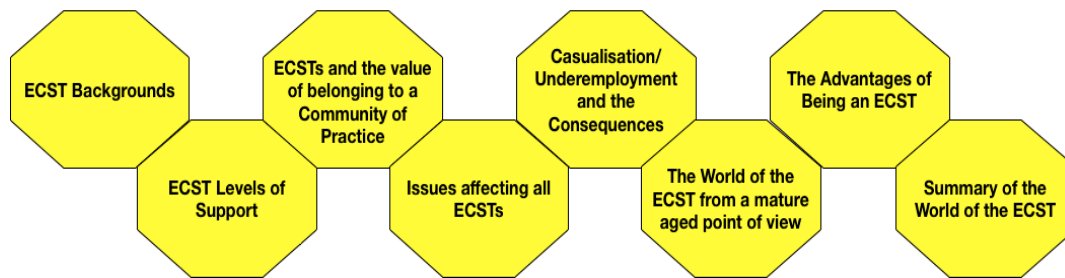 ECST Backgrounds
ECST Levels of
Support
ECSTs and the value
of belonging to a
Community of
Practice
Issues affecting all
ECSTs
Casualisation/
Underemployment
and the
Consequences
The World of the
ECST from a mature
aged point of view
The Advantages of
Being an ECST
Summary of the
World of the ECST